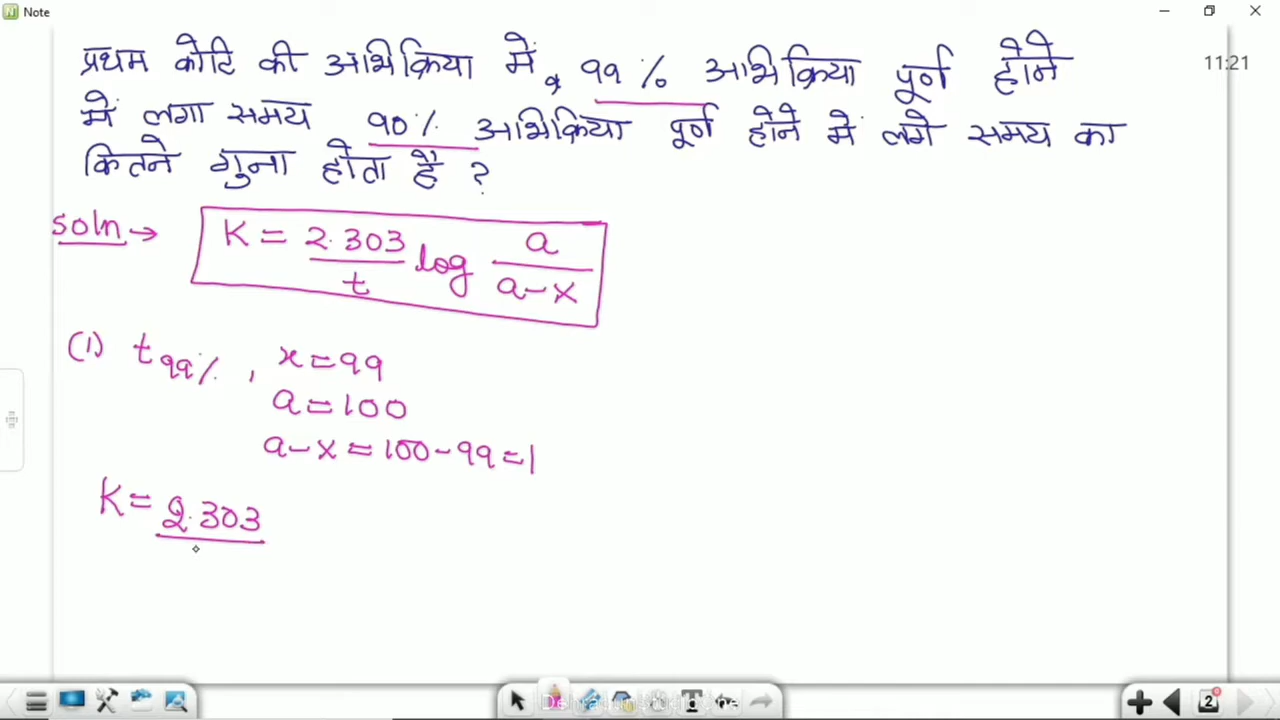 Note
प्रथम कोटि की अभिक्रिया में, 99 % अभिक्रिया पूर्ण होने
11:21
में लगा समय 90% अभिक्रिया पूर्ण होने में लगे समय का
कितने गुना होता है ?
soln → K = 2.303/t log a/a-x
(1) t99% , x = 99
a = 100
a - x = 100 - 99 = 1
K = 2.303
2